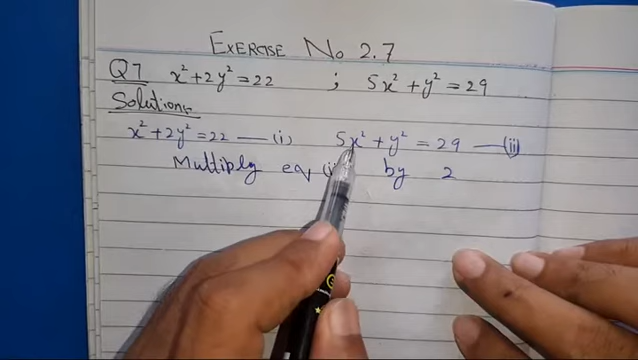 EXERCISE No 2.7
Q7 x² + 2y² = 22 ; 5x² + y² = 29
Solution:
x² + 2y² = 22 — (i) 5x² + y² = 29 — (ii)
Multiply eq by 2